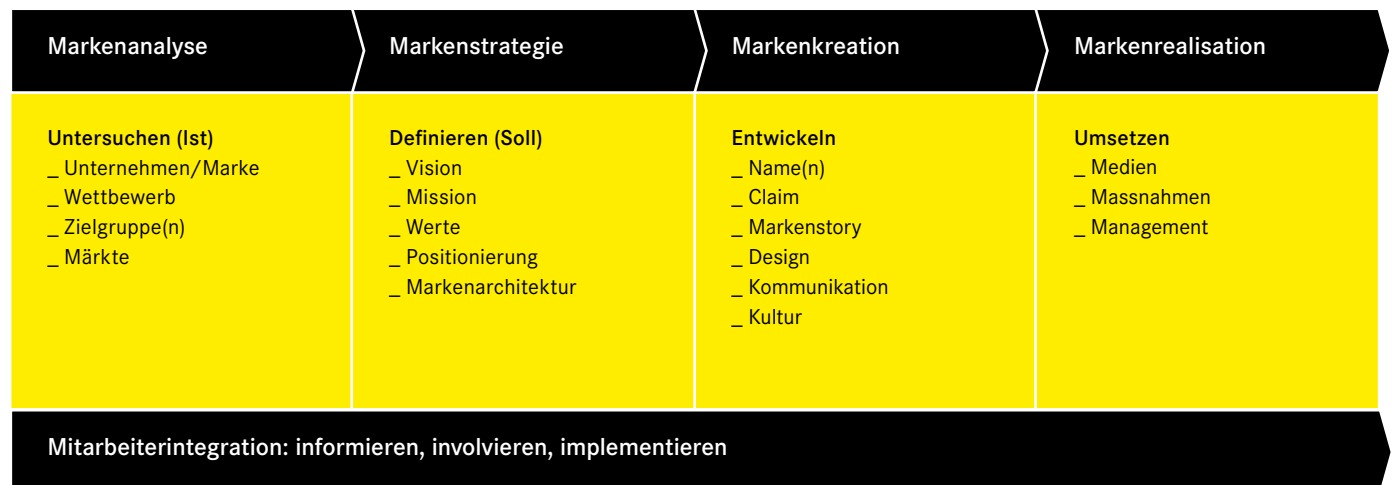 Markenanalyse
Markenstrategie
Markenkreation
Markenrealisation
Untersuchen (Ist)
_ Unternehmen/Marke
_ Wettbewerb
_ Zielgruppe(n)
_ Märkte
Definieren (Soll)
_ Vision
_ Mission
_ Werte
_ Positionierung
_ Markenarchitektur
Entwickeln
_ Name(n)
_ Claim
_ Markenstory
_ Design
_ Kommunikation
_ Kultur
Umsetzen
_ Medien
_ Massnahmen
_ Management
Mitarbeiterintegration: informieren, involvieren, implementieren